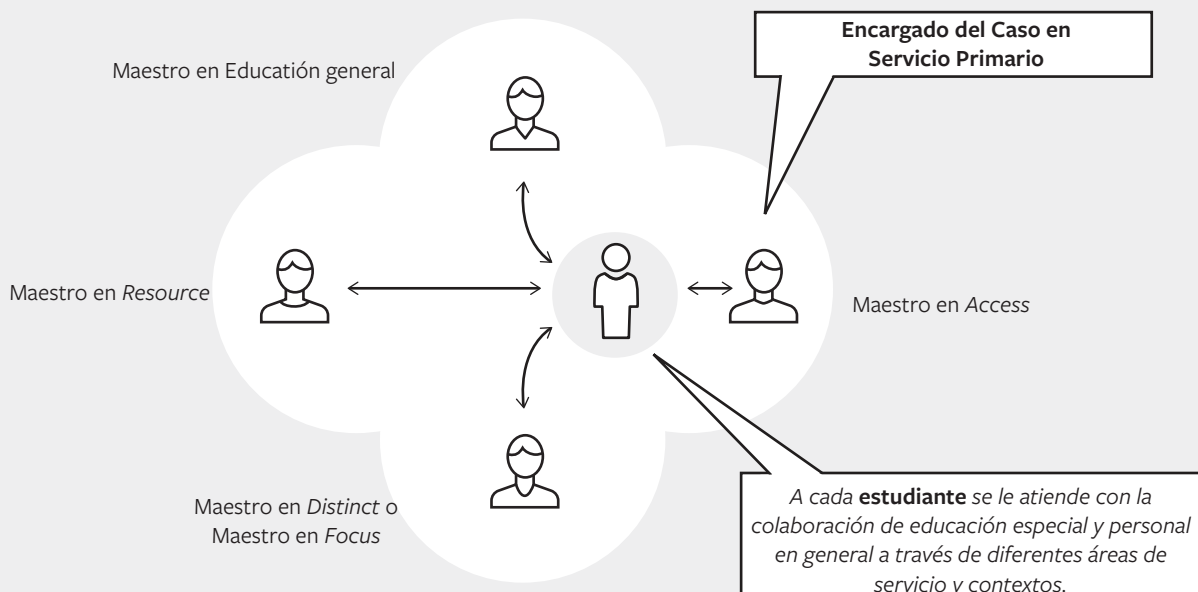 Encargado del Caso en
Servicio Primario
Maestro en Educatión general
Maestro en Resource
Maestro en Access
Maestro en Distinct o
Maestro en Focus
A cada estudiante se le atiende con la
colaboración de educación especial y personal
en general a través de diferentes áreas de
servicio y contextos.